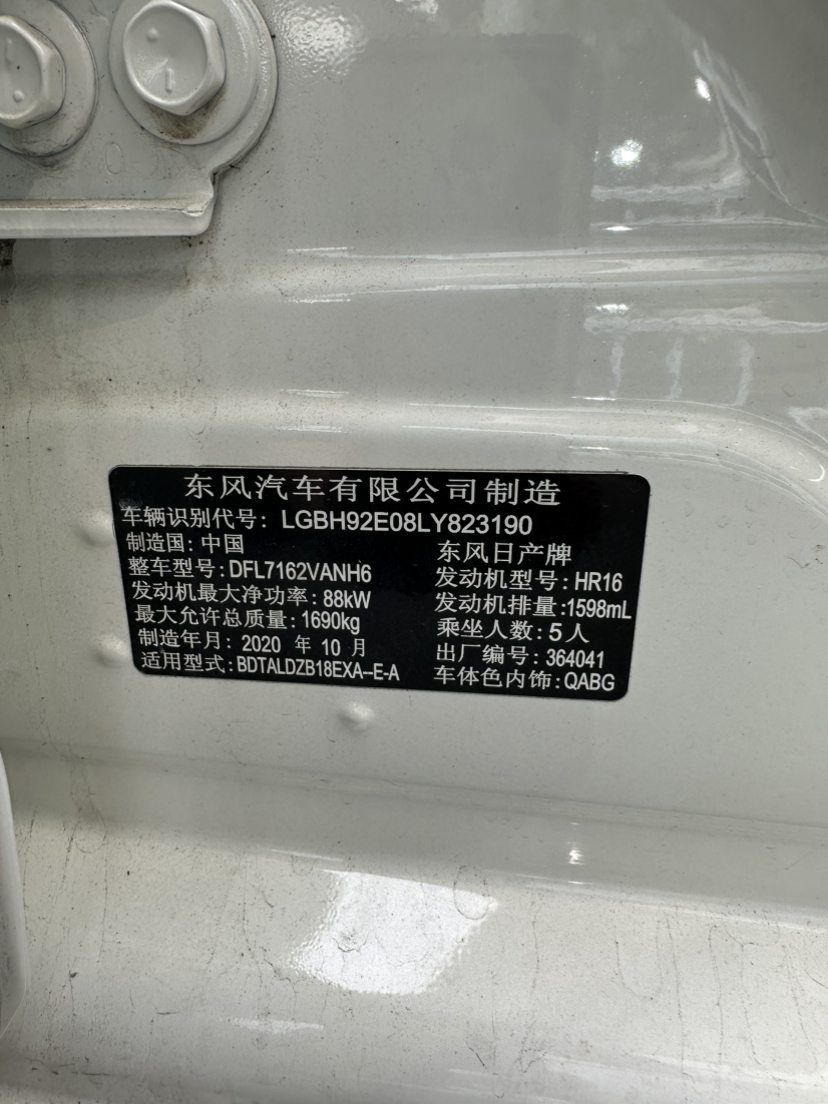 东风汽车有限公司制造
车辆识别代号: LGBH92E08LY823190
制造国: 中国 东风日产牌
整车型号: DFL7162VANH6 发动机型号: HR16
发动机最大净功率: 88kW 发动机排量: 1598mL
最大允许总质量: 1690kg 乘坐人数: 5人
制造年月: 2020 年 10 月 出厂编号: 364041
适用型式: BDTALDZB18EXA--E-A 车体色内饰: QABG